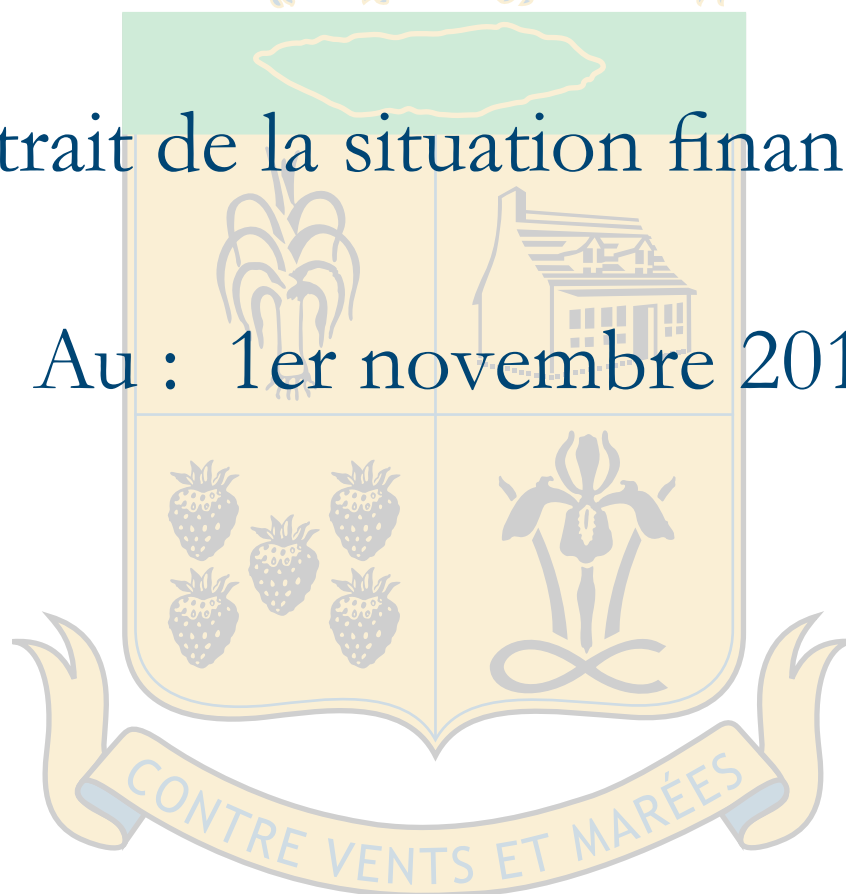 trait de la situation finan
Au : 1er novembre 201
CONTRE VENTS ET MARÉES